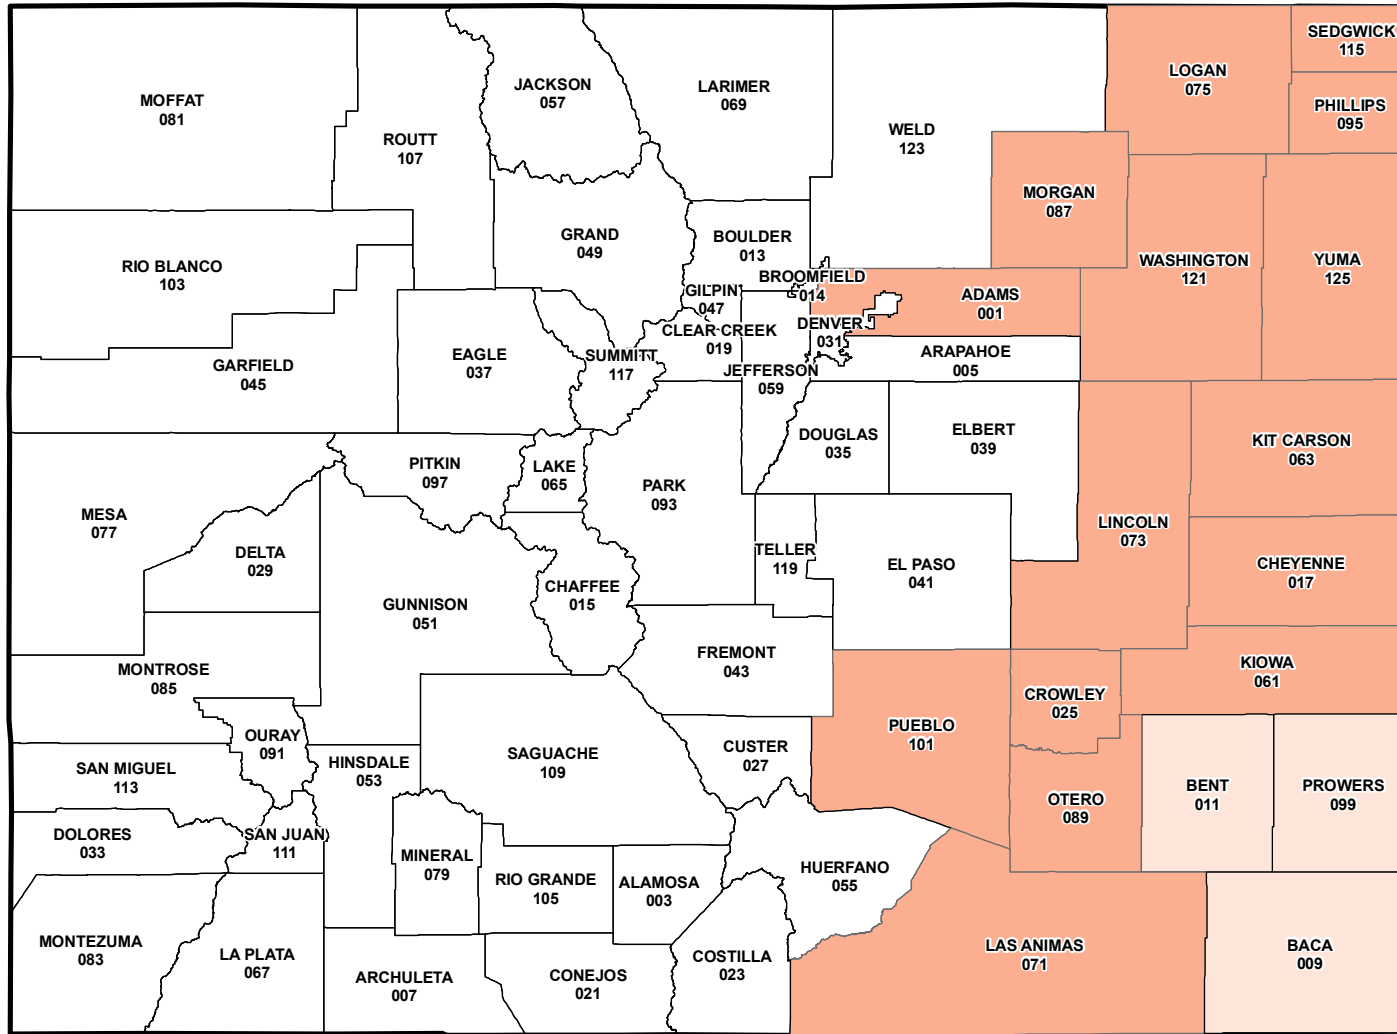 SEDGWICK
115
LOGAN
075
PHILLIPS
095
JACKSON
057
LARIMER
069
MOFFAT
081
ROUTT
107
WELD
123
MORGAN
087
GRAND
049
BOULDER
013
RIO BLANCO
103
BROOMFIELD
014
WASHINGTON
121
YUMA
125
GILPIN
047
ADAMS
001
CLEAR CREEK
019
DENVER
031
ARAPAHOE
005
GARFIELD
045
EAGLE
037
SUMMITT
117
JEFFERSON
059
DOUGLAS
035
ELBERT
039
KIT CARSON
063
PITKIN
097
LAKE
065
PARK
093
MESA
077
LINCOLN
073
DELTA
029
TELLER
119
EL PASO
041
CHEYENNE
017
CHAFFEE
015
GUNNISON
051
FREMONT
043
KIOWA
061
MONTROSE
085
CROWLEY
025
PUEBLO
101
OURAY
091
SAGUACHE
109
CUSTER
027
HINSDALE
053
SAN MIGUEL
113
BENT
011
PROWERS
099
OTERO
089
DOLORES
033
SAN JUAN
111
MINERAL
079
RIO GRANDE
105
ALAMOSA
003
HUERFANO
055
MONTEZUMA
083
LA PLATA
067
ARCHULETA
007
CONEJOS
021
COSTILLA
023
LAS ANIMAS
071
BACA
009